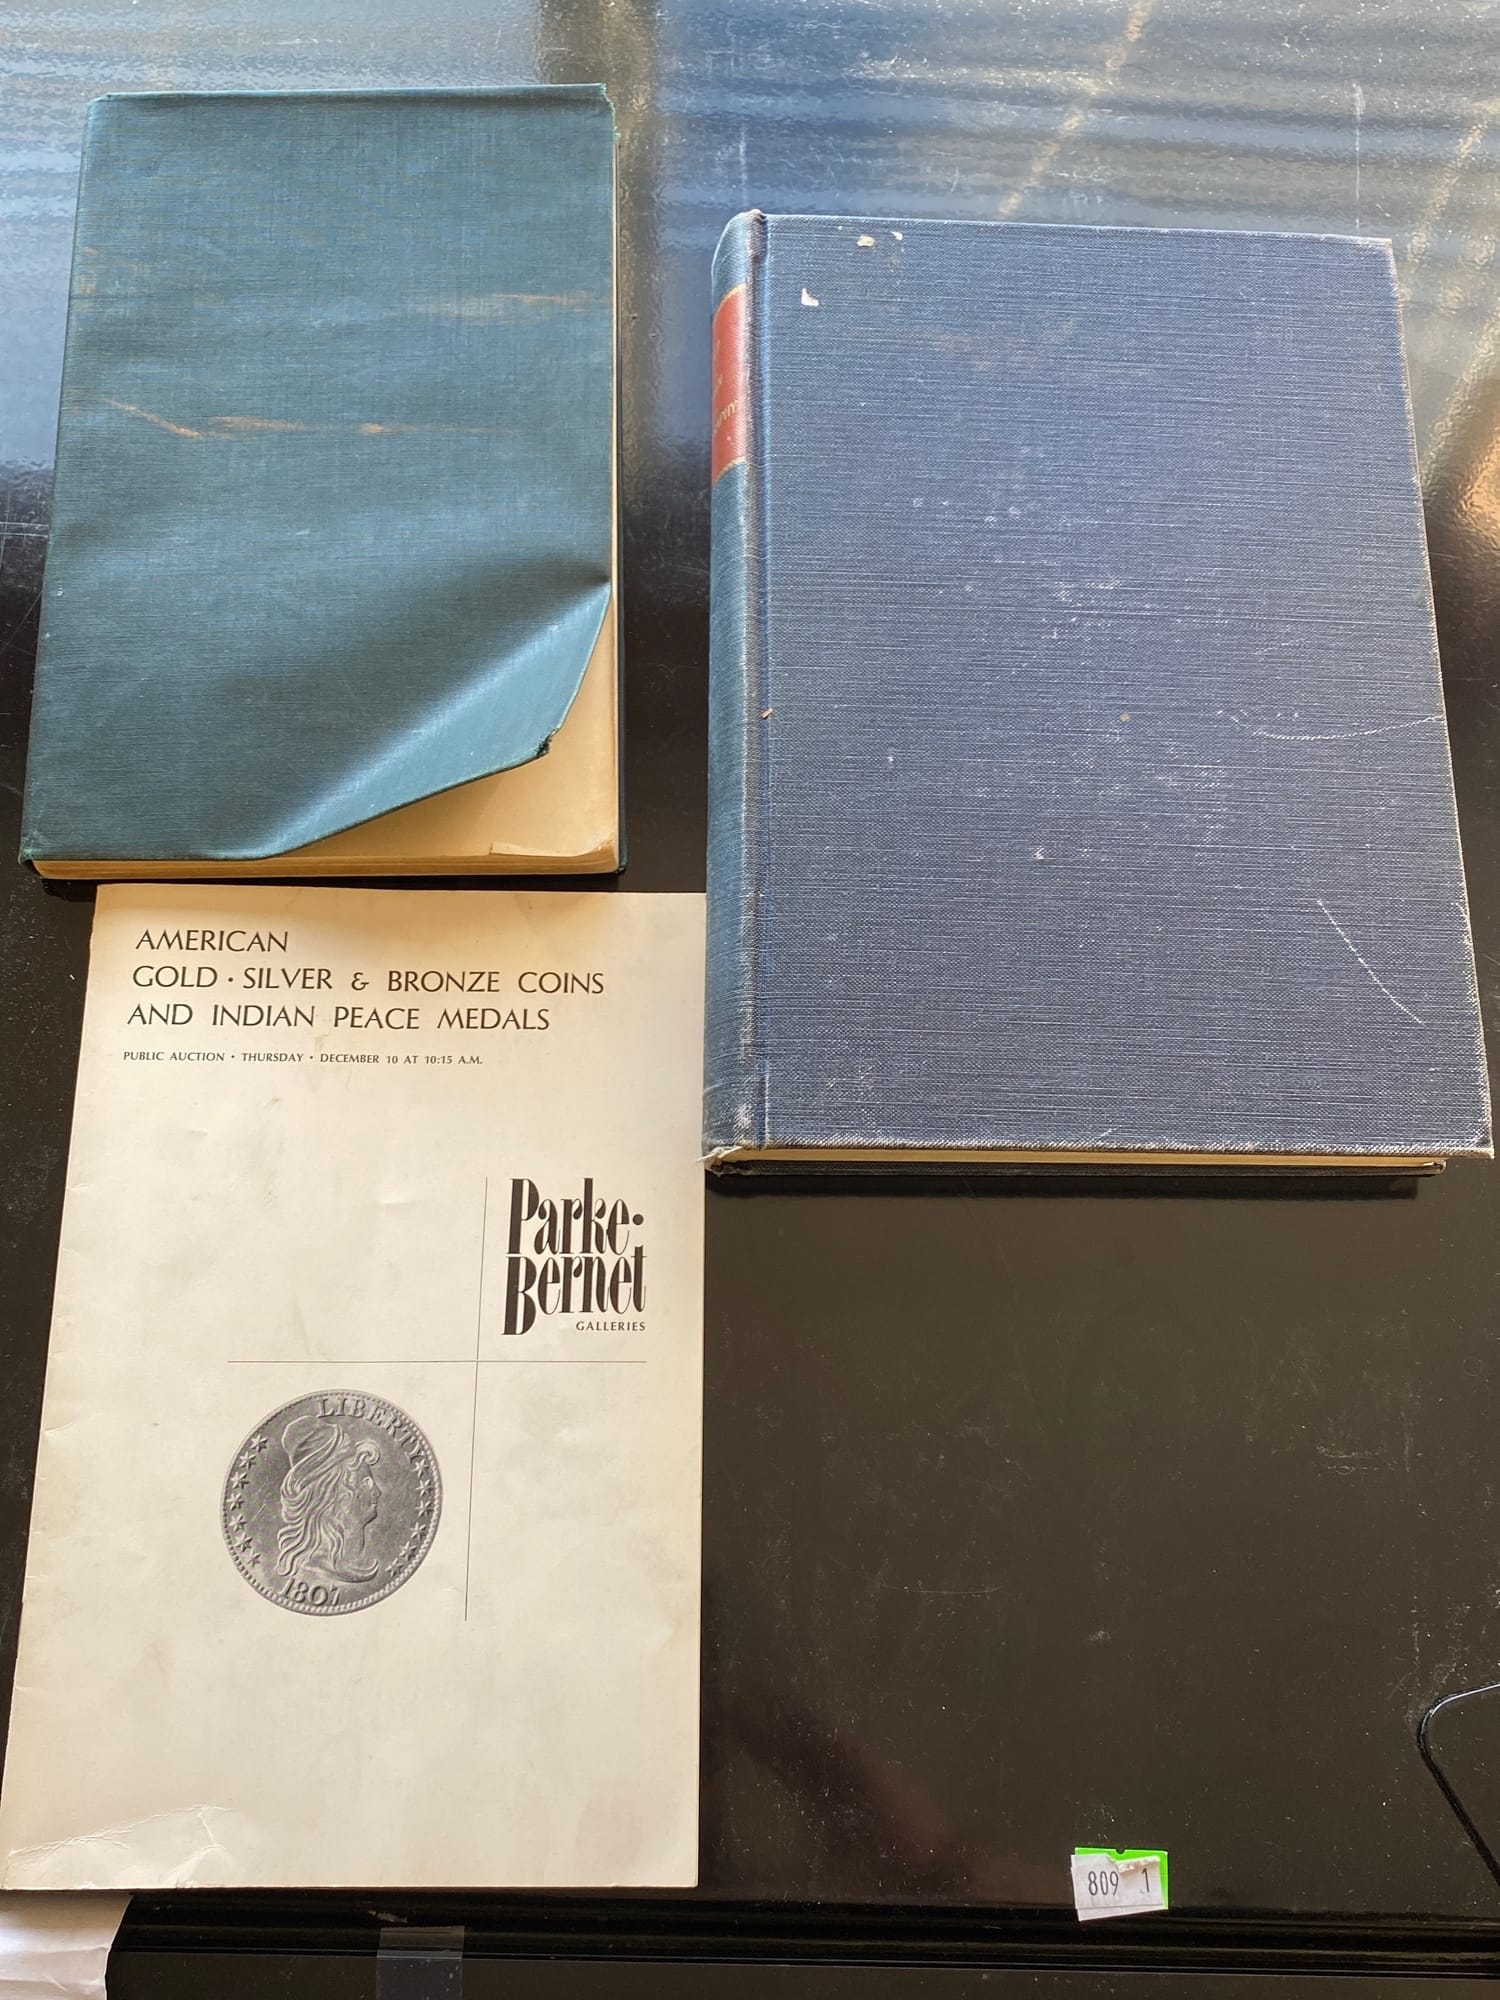 AMERICAN
GOLD • SILVER & BRONZE COINS
AND INDIAN PEACE MEDALS
PUBLIC AUCTION • THURSDAY • DECEMBER 10 AT 10:15 A.M.
Parke•
Bernet
GALLERIES
LIBERTY
1807
809 1